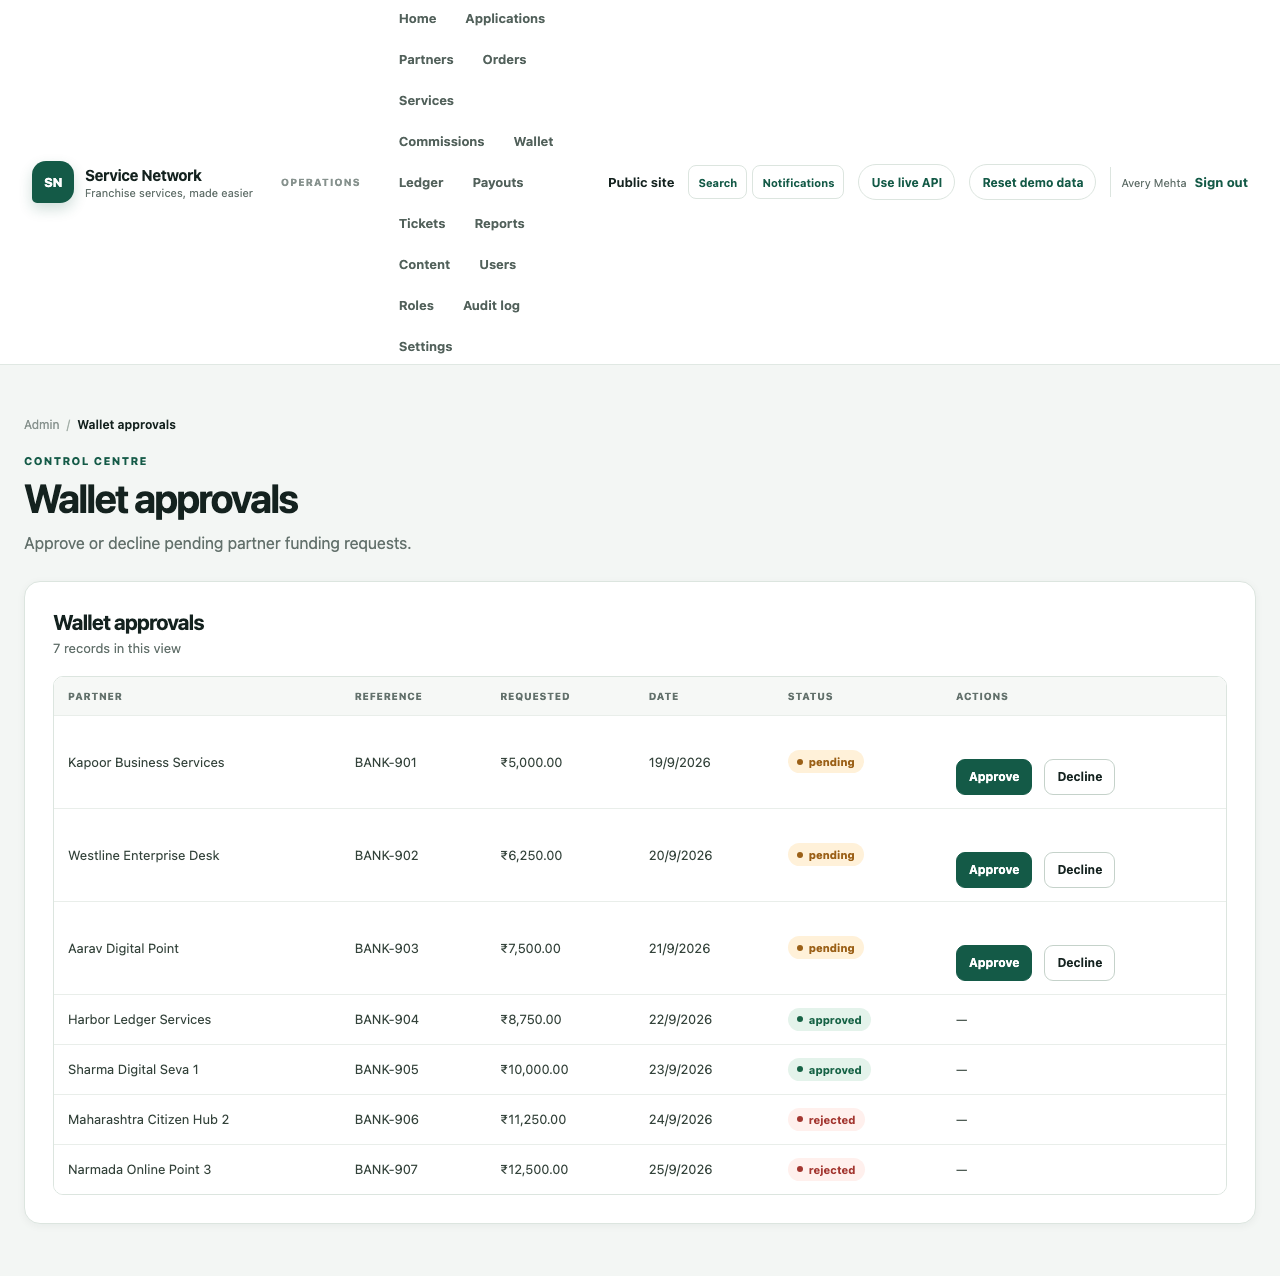 Home Applications
Partners Orders
Services
Commissions Wallet
SN Service Network
Franchise services, made easier
OPERATIONS
Ledger Payouts
Public site Search Notifications Use live API Reset demo data Avery Mehta Sign out
Tickets Reports
Content Users
Roles Audit log
Settings
Admin / Wallet approvals
CONTROL CENTRE
Wallet approvals
Approve or decline pending partner funding requests.
Wallet approvals
7 records in this view
PARTNER REFERENCE REQUESTED DATE STATUS ACTIONS
Kapoor Business Services BANK-901 ₹5,000.00 19/9/2026 pending Approve Decline
Westline Enterprise Desk BANK-902 ₹6,250.00 20/9/2026 pending Approve Decline
Aarav Digital Point BANK-903 ₹7,500.00 21/9/2026 pending Approve Decline
Harbor Ledger Services BANK-904 ₹8,750.00 22/9/2026 approved —
Sharma Digital Seva 1 BANK-905 ₹10,000.00 23/9/2026 approved —
Maharashtra Citizen Hub 2 BANK-906 ₹11,250.00 24/9/2026 rejected —
Narmada Online Point 3 BANK-907 ₹12,500.00 25/9/2026 rejected —